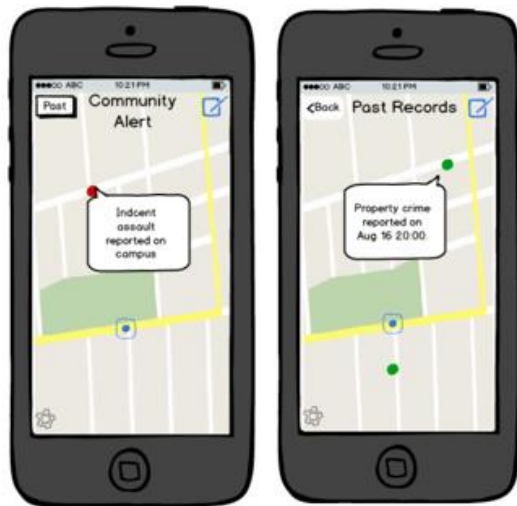 ABC 10:21 PM
Past
Community
Alert
Indcent
assault
reported on
campus
ABC 10:21 PM
<Back
Past Records
Property crime
reported on
Aug 16 20:00.